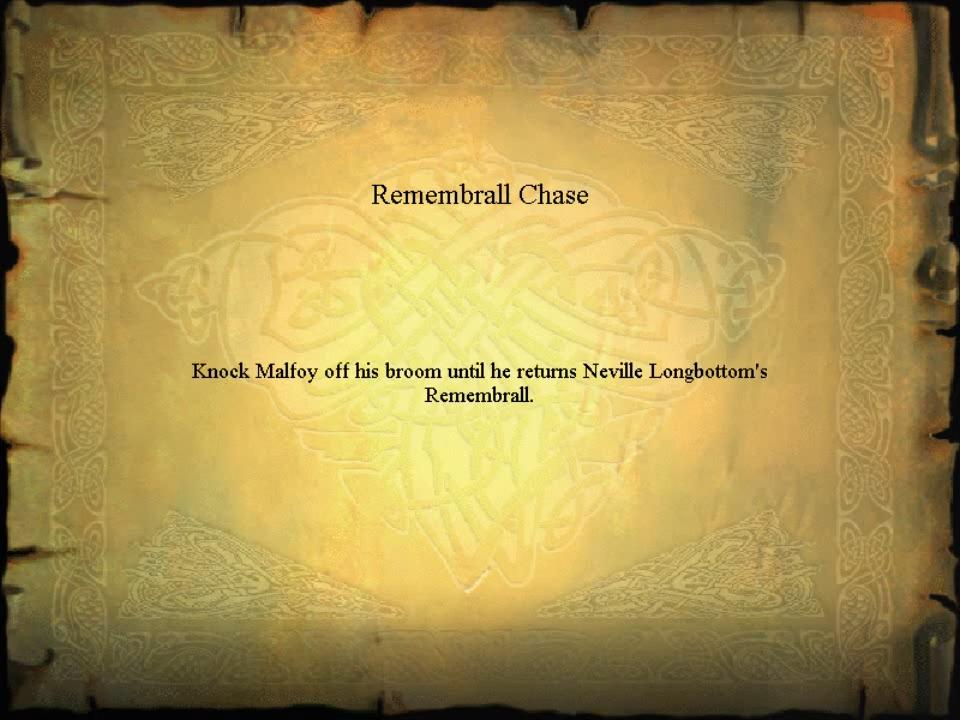 Remembrall Chase
Knock Malfoy off his broom until he returns Neville Longbottom's
Remembrall.